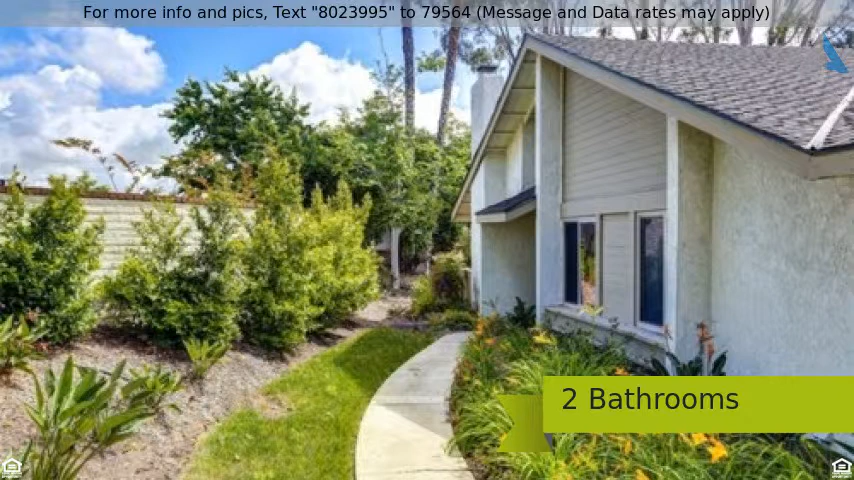 For more info and pics, Text "8023995" to 79564 (Message and Data rates may apply)
2 Bathrooms